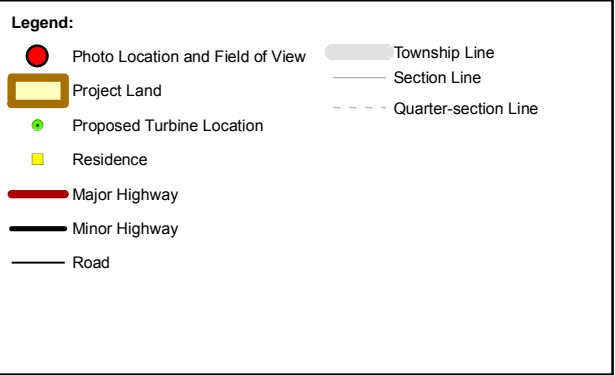 Legend:
Photo Location and Field of View
Project Land
Proposed Turbine Location
Residence
Major Highway
Minor Highway
Road
Township Line
Section Line
Quarter-section Line